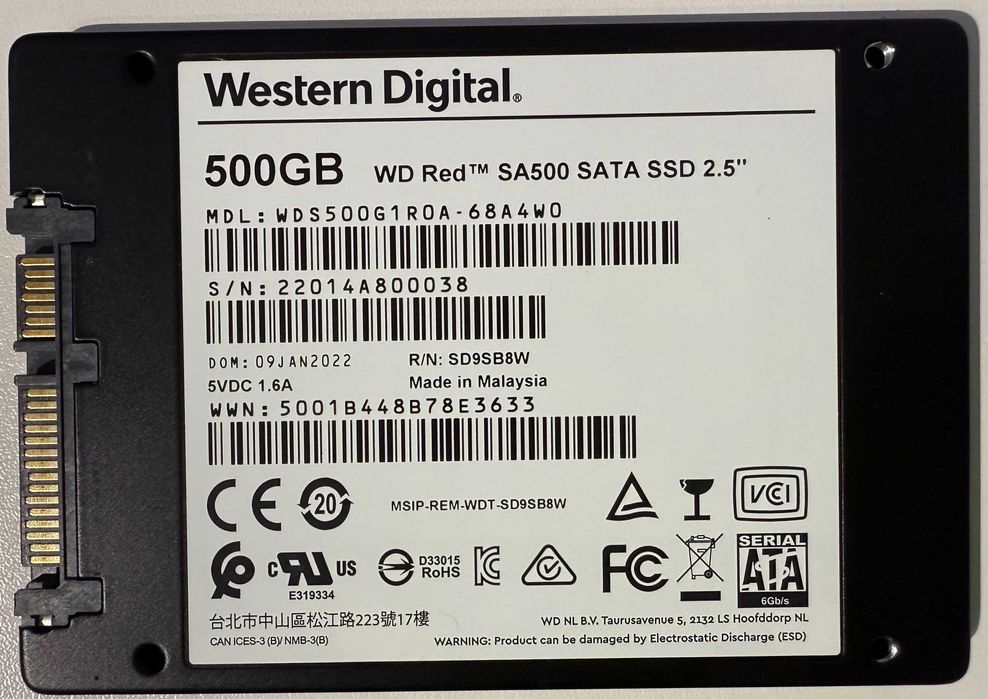 Western Digital®
500GB WD Red™ SA500 SATA SSD 2.5"
MDL: WDS500G1R0A-68A4W0
S/N: 22014A800038
DOM: 09JAN2022 R/N: SD9SB8W
5VDC 1.6A Made in Malaysia
WWN: 5001B448B78E3633
CE 20 MSIP-REM-WDT-SD9SB8W VCCI
c RU US E319334 D33015 RoHS FC SERIAL ATA 6Gb/s
台北市中山區松江路223號17樓 WD NL B.V. Taurusavenue 5, 2132 LS Hoofddorp NL
CAN ICES-3 (B)/ NMB-3(B) WARNING: Product can be damaged by Electrostatic Discharge (ESD)